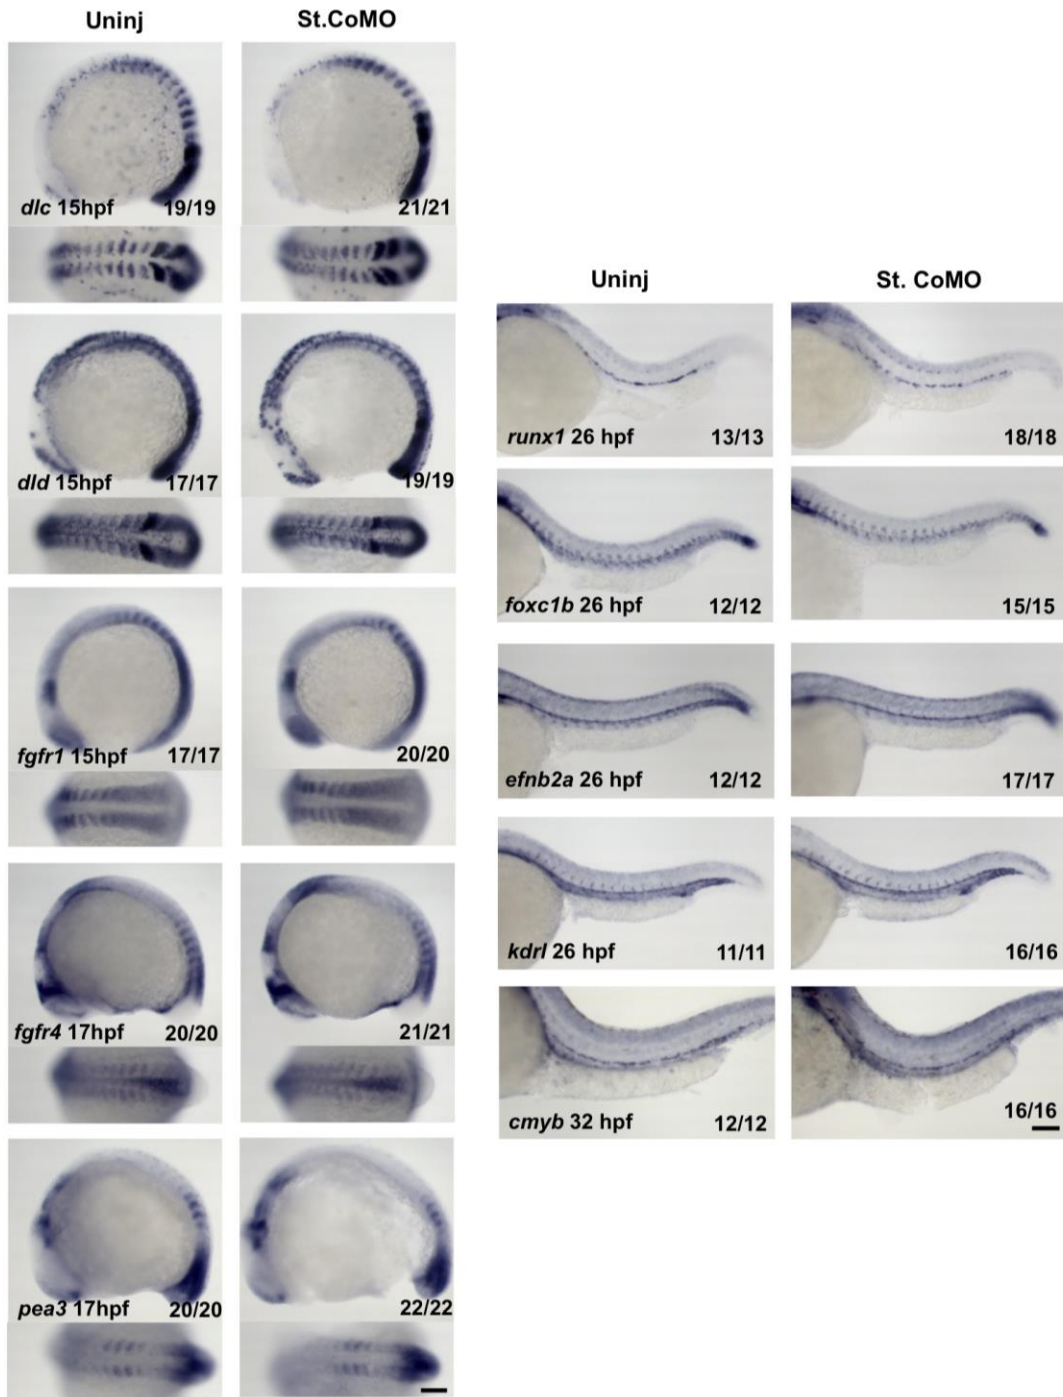 Uninj St.CoMO
dlc 15hpf 19/19 21/21
dld 15hpf 17/17 19/19
fgfr1 15hpf 17/17 20/20
fgfr4 17hpf 20/20 21/21
pea3 17hpf 20/20 22/22
Uninj St. CoMO
runx1 26 hpf 13/13 18/18
foxc1b 26 hpf 12/12 15/15
efnb2a 26 hpf 12/12 17/17
kdrl 26 hpf 11/11 16/16
cmyb 32 hpf 12/12 16/16